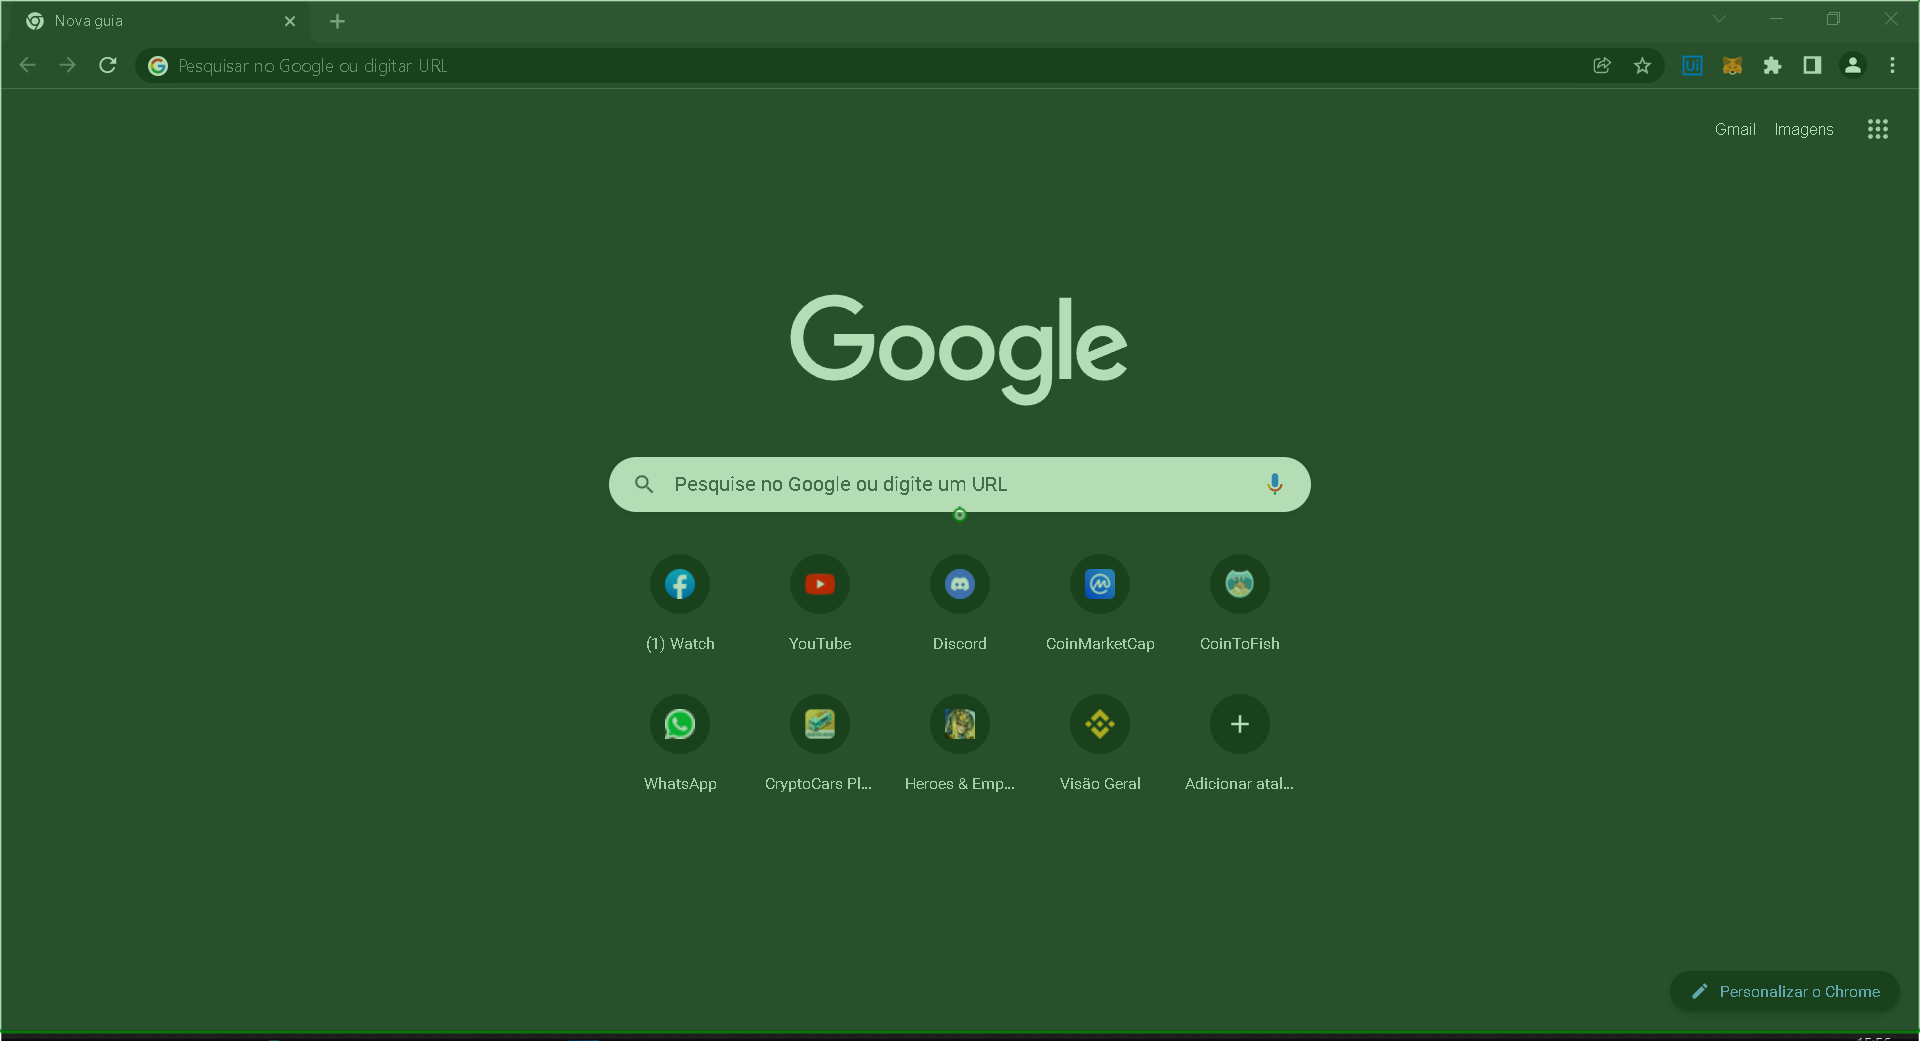 Nova guia
Pesquisar no Google ou digitar URL
Ui
Gmail Imagens
Google
Pesquise no Google ou digite um URL
(1) Watch YouTube Discord CoinMarketCap CoinToFish
WhatsApp CryptoCars Pl... Heroes & Emp... Visão Geral Adicionar atal...
Personalizar o Chrome